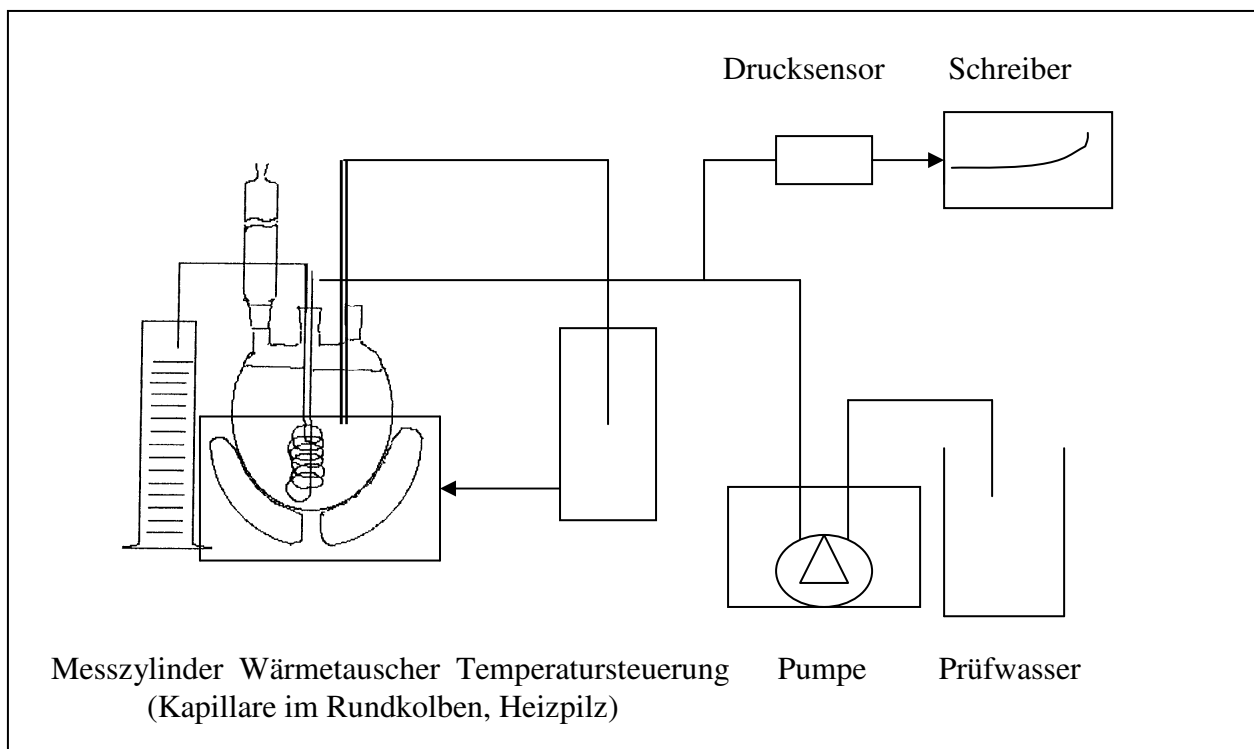 Drucksensor Schreiber
Messzylinder Wärmetauscher Temperatursteuerung Pumpe Prüfwasser
(Kapillare im Rundkolben, Heizpilz)